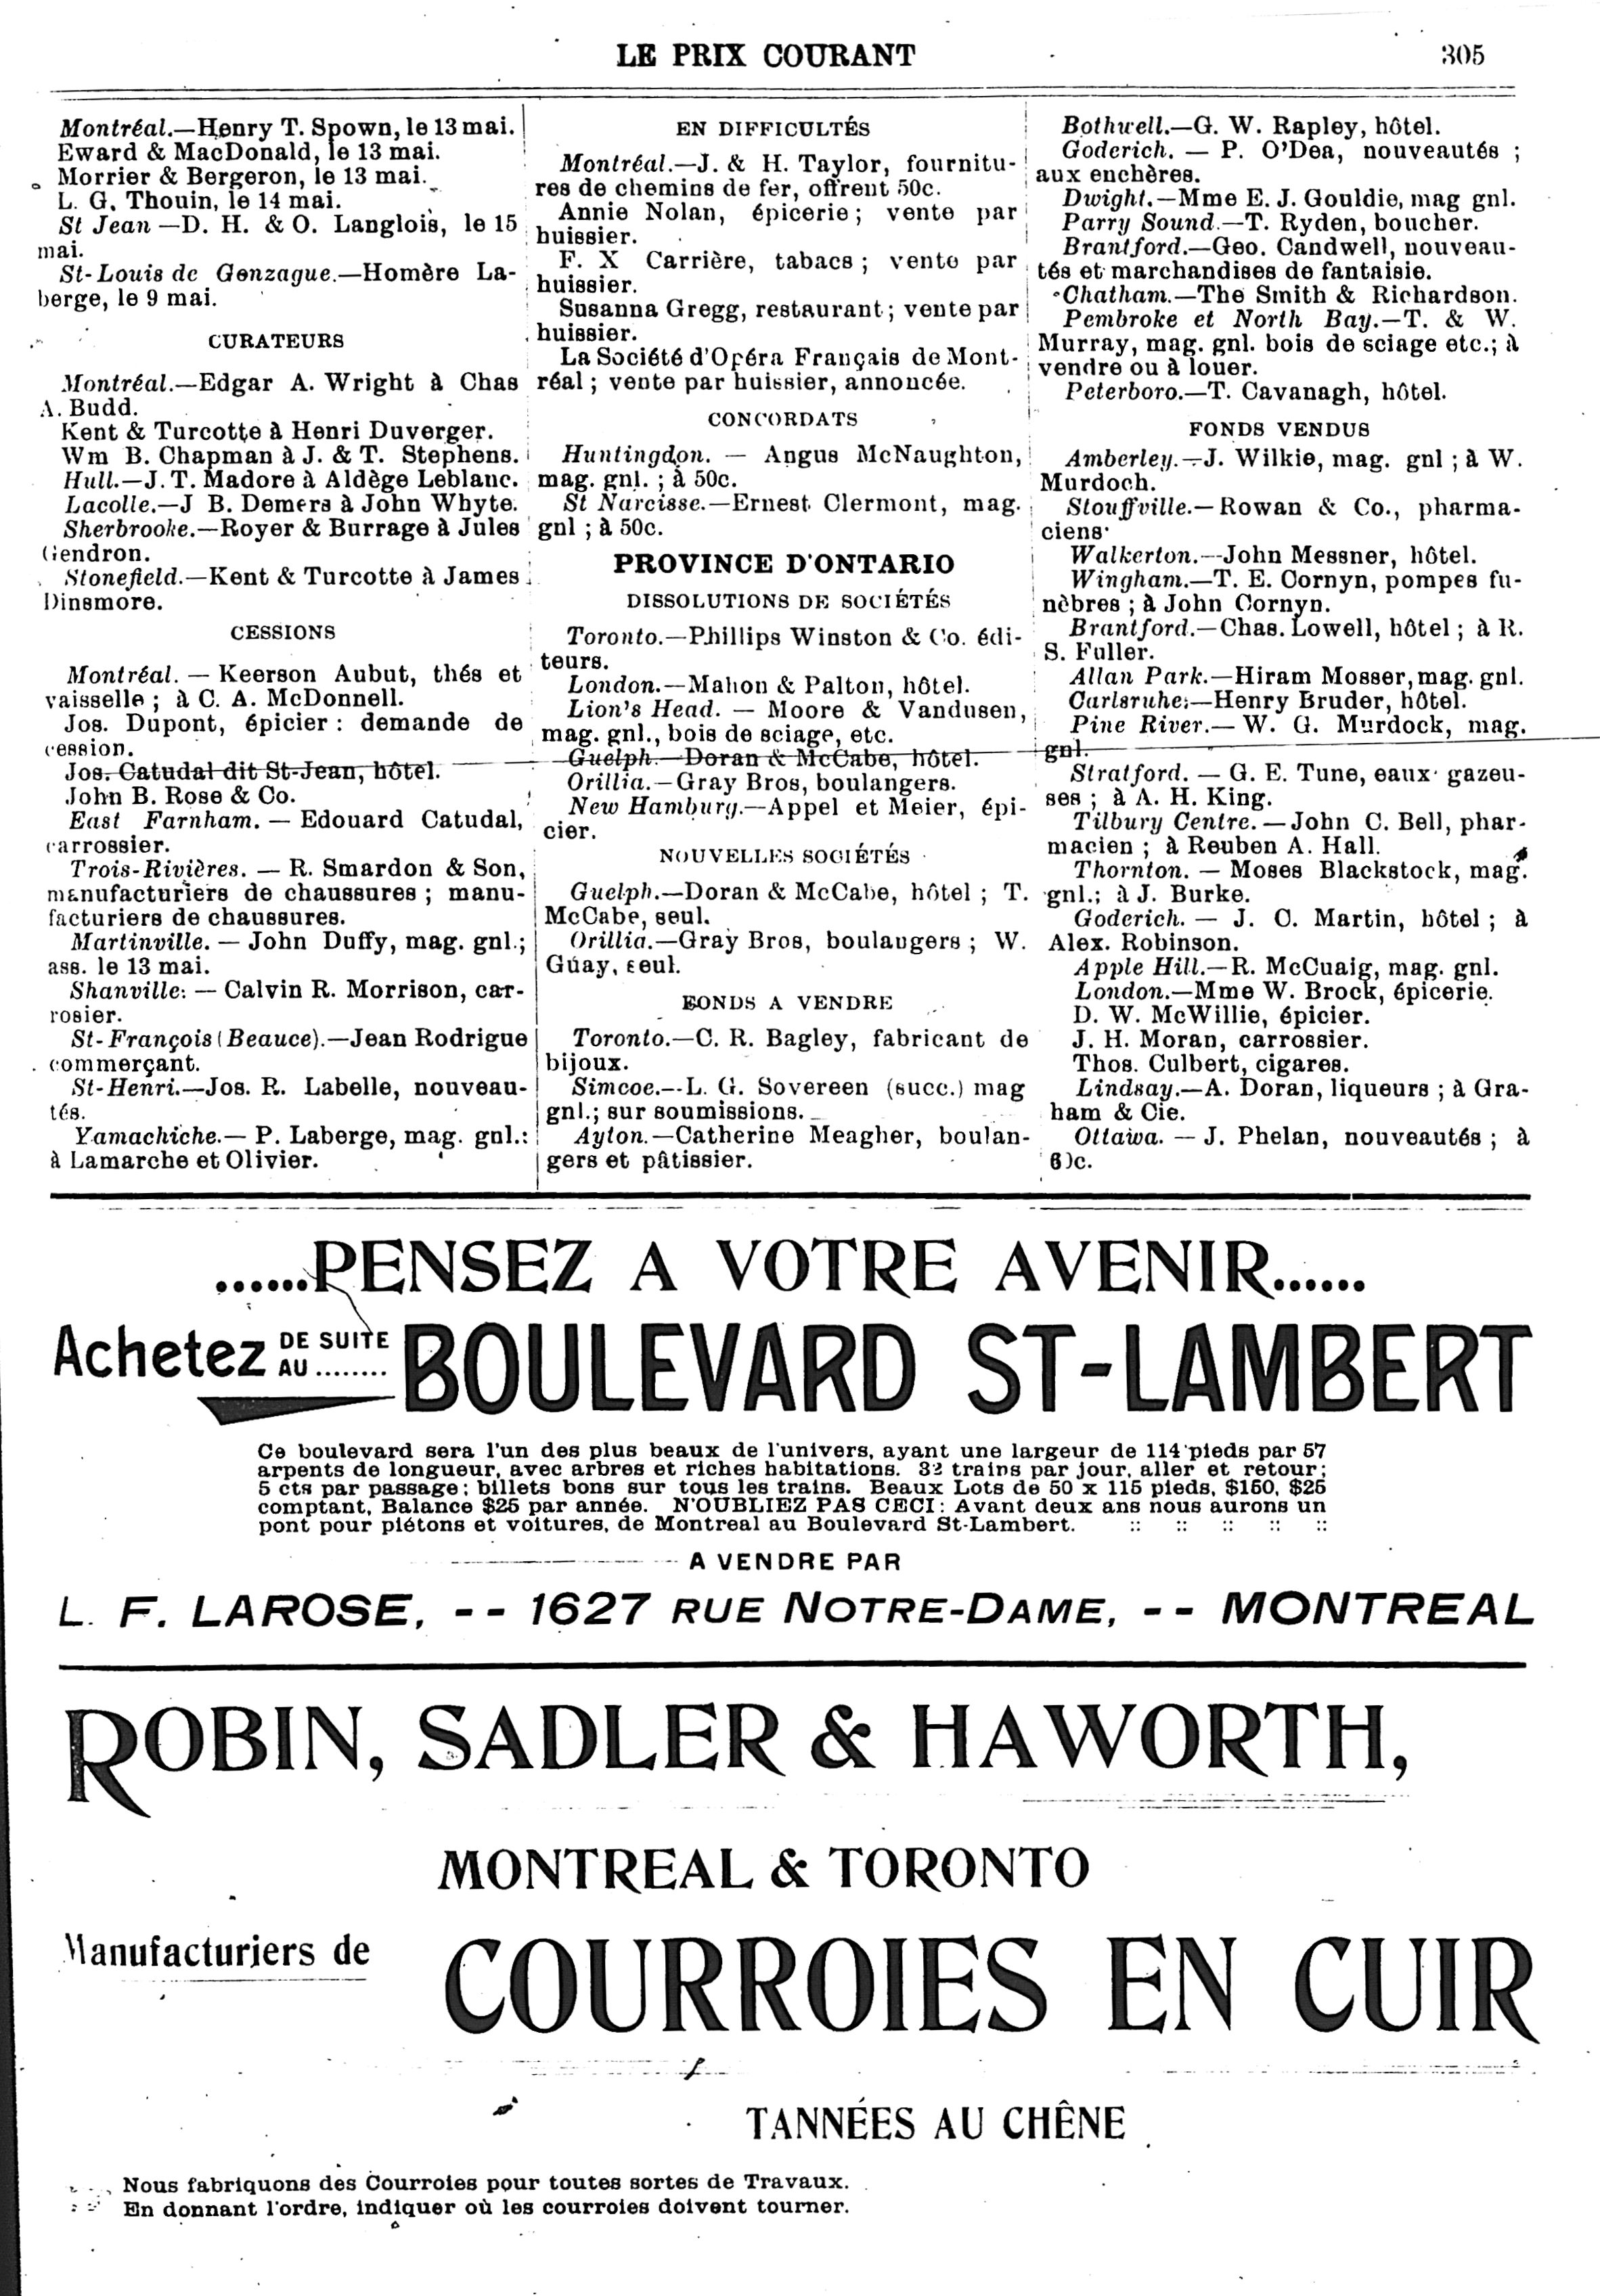 LE PRIX COURANT
305
Montréal.—Henry T. Spown, le 13 mai.
Eward & MacDonald, le 13 mai.
Morrier & Bergeron, le 13 mai.
L. G. Thouin, le 14 mai.
St Jean —D. H. & O. Langlois, le 15
mai.
St-Louis de Gonzague.—Homère La-
berge, le 9 mai.
CURATEURS
Montréal.—Edgar A. Wright à Chas
A. Budd.
Kent & Turcotte à Henri Duverger.
Wm B. Chapman à J. & T. Stephens.
Hull.—J. T. Madore à Aldège Leblanc.
Lacolle.—J B. Demers à John Whyte.
Sherbrooke.—Royer & Burrage à Jules
Gendron.
Stonefield.—Kent & Turcotte à James
Dinsmore.
CESSIONS
Montréal. — Keerson Aubut, thés et
vaisselle ; à C. A. McDonnell.
Jos. Dupont, épicier : demande de
cession.
Jos. Catudal dit St-Jean, hôtel.
John B. Rose & Co.
East Farnham. — Edouard Catudal,
carrossier.
Trois-Rivières. — R. Smardon & Son,
manufacturiers de chaussures ; manu-
facturiers de chaussures.
Martinville. — John Duffy, mag. gnl.;
ass. le 13 mai.
Shanville: — Calvin R. Morrison, car-
rosier.
St-François (Beauce).—Jean Rodrigue
commerçant.
St-Henri.—Jos. R. Labelle, nouveau-
tés.
Yamachiche.— P. Laberge, mag. gnl.:
à Lamarche et Olivier.
EN DIFFICULTÉS
Montréal.—J. & H. Taylor, fournitu-
res de chemins de fer, offrent 50c.
Annie Nolan, épicerie ; vente par
huissier.
F. X Carrière, tabacs ; vente par
huissier.
Susanna Gregg, restaurant ; vente par
huissier.
La Société d'Opéra Français de Mont-
réal ; vente par huissier, annoncée.
CONCORDATS
Huntingdon. — Angus McNaughton,
mag. gnl. ; à 50c.
St Narcisse.—Ernest Clermont, mag.
gnl ; à 50c.
PROVINCE D'ONTARIO
DISSOLUTIONS DE SOCIÉTÉS
Toronto.—Phillips Winston & Co. édi-
teurs.
London.—Mahon & Palton, hôtel.
Lion's Head. — Moore & Vandusen,
mag. gnl., bois de sciage, etc.
Guelph.—Doran & McCabe, hôtel.
Orillia.—Gray Bros, boulangers.
New Hamburg.—Appel et Meier, épi-
cier.
NOUVELLES SOCIÉTÉS
Guelph.—Doran & McCabe, hôtel ; T.
McCabe, seul.
Orillia.—Gray Bros, boulangers ; W.
Guay, seul.
FONDS A VENDRE
Toronto.—C. R. Bagley, fabricant de
bijoux.
Simcoe.—L. G. Sovereen (succ.) mag
gnl.; sur soumissions.
Ayton.—Catherine Meagher, boulan-
gers et pâtissier.
Bothwell.—G. W. Rapley, hôtel.
Goderich. — P. O'Dea, nouveautés ;
aux enchères.
Dwight.—Mme E. J. Gouldie, mag gnl.
Parry Sound.—T. Ryden, boucher.
Brantford.—Geo. Candwell, nouveau-
tés et marchandises de fantaisie.
Chatham.—The Smith & Richardson.
Pembroke et North Bay.—T. & W.
Murray, mag. gnl. bois de sciage etc.; à
vendre ou à louer.
Peterboro.—T. Cavanagh, hôtel.
FONDS VENDUS
Amberley.—J. Wilkie, mag. gnl ; à W.
Murdoch.
Stouffville.—Rowan & Co., pharma-
ciens.
Walkerton.—John Messner, hôtel.
Wingham.—T. E. Cornyn, pompes fu-
nèbres ; à John Cornyn.
Brantford.—Chas. Lowell, hôtel ; à R.
S. Fuller.
Allan Park.—Hiram Mosser, mag. gnl.
Carlsruhe:—Henry Bruder, hôtel.
Pine River.— W. G. Murdock, mag.
gnl.
Stratford. — G. E. Tune, eaux gazeu-
ses ; à A. H. King.
Tilbury Centre.—John C. Bell, phar-
macien ; à Reuben A. Hall.
Thornton. — Moses Blackstock, mag.
gnl.; à J. Burke.
Goderich. — J. C. Martin, hôtel ; à
Alex. Robinson.
Apple Hill.—R. McCuaig, mag. gnl.
London.—Mme W. Brock, épicerie.
D. W. McWillie, épicier.
J. H. Moran, carrossier.
Thos. Culbert, cigares.
Lindsay.—A. Doran, liqueurs ; à Gra-
ham & Cie.
Ottawa. — J. Phelan, nouveautés ; à
60c.
......PENSEZ A VOTRE AVENIR......
Achetez DE SUITE AU ........ BOULEVARD ST-LAMBERT
Ce boulevard sera l'un des plus beaux de l'univers, ayant une largeur de 114 pieds par 57
arpents de longueur, avec arbres et riches habitations. 32 trains par jour, aller et retour;
5 cts par passage; billets bons sur tous les trains. Beaux Lots de 50 x 115 pieds, $150, $25
comptant, Balance $25 par année. N'OUBLIEZ PAS CECI: Avant deux ans nous aurons un
pont pour piétons et voitures, de Montreal au Boulevard St-Lambert. :: :: :: :: ::
A VENDRE PAR
L. F. LAROSE, -- 1627 RUE NOTRE-DAME, -- MONTREAL
ROBIN, SADLER & HAWORTH,
MONTREAL & TORONTO
Manufacturiers de COURROIES EN CUIR
TANNÉES AU CHÊNE
Nous fabriquons des Courroies pour toutes sortes de Travaux.
En donnant l'ordre, indiquer où les courroies doivent tourner.